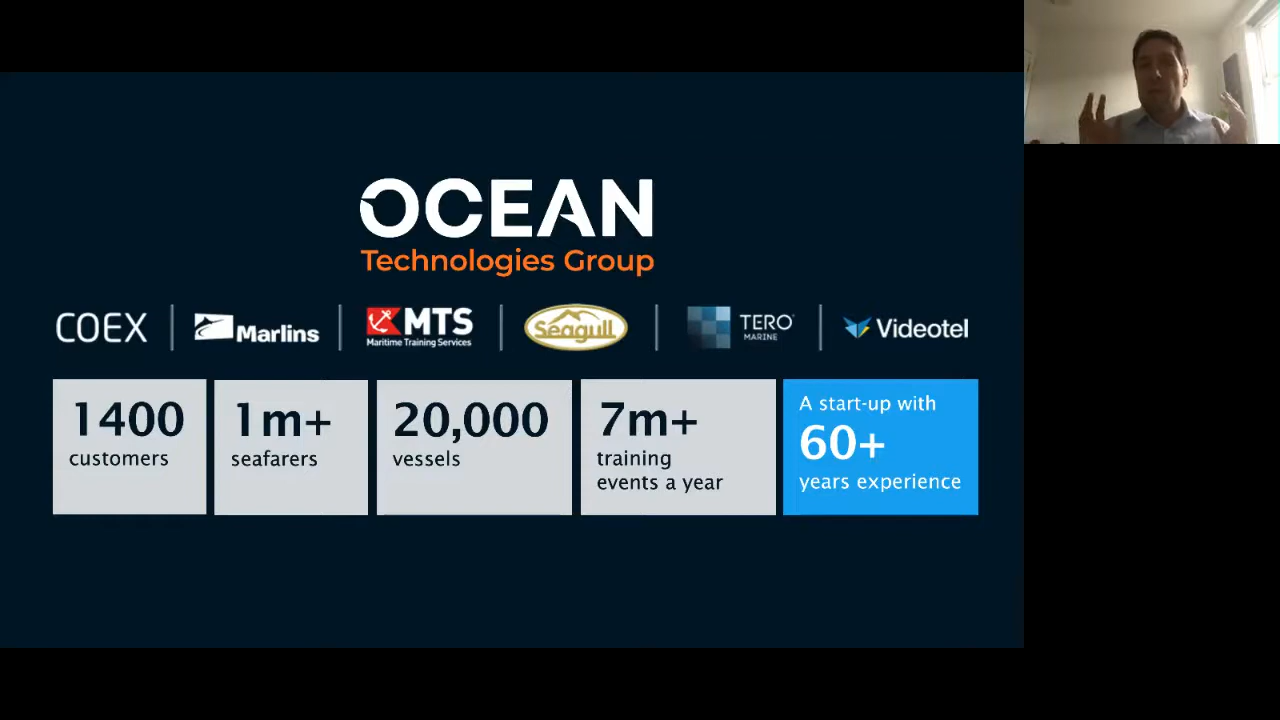 OCEAN
Technologies Group
COEX
Marlins
MTS
Maritime Training Services
Seagull
TERO
MARINE
Videotel
1400
customers
1m+
seafarers
20,000
vessels
7m+
training
events a year
A start-up with
60+
years experience